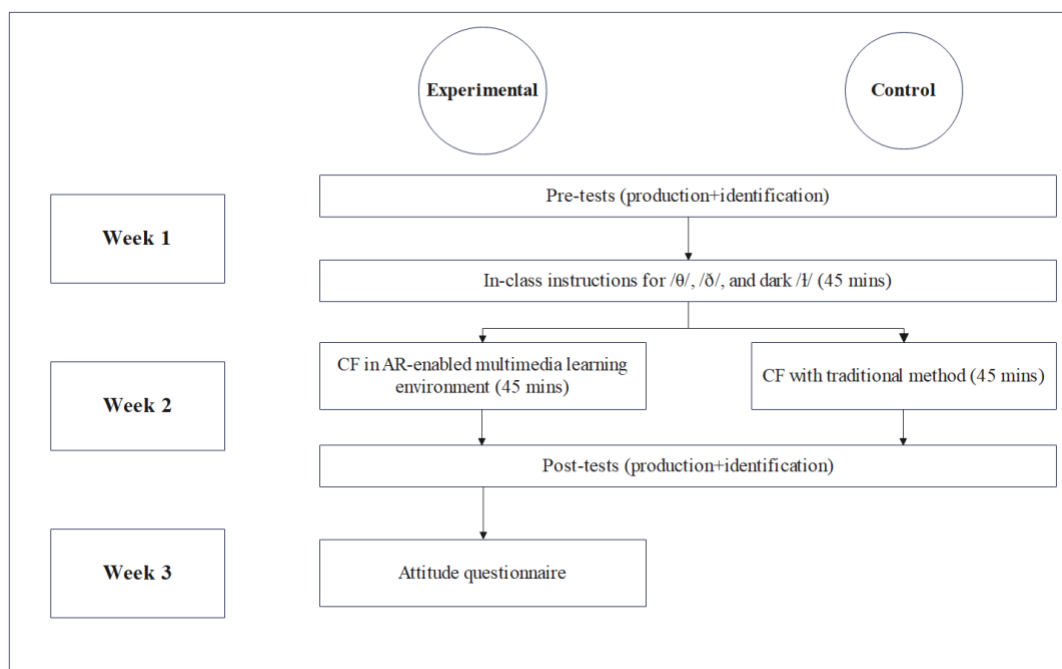 Experimental
Control
Week 1
Pre-tests (production+identification)
In-class instructions for /θ/, /ð/, and dark /ɫ/ (45 mins)
Week 2
CF in AR-enabled multimedia learning
environment (45 mins)
CF with traditional method (45 mins)
Post-tests (production+identification)
Week 3
Attitude questionnaire